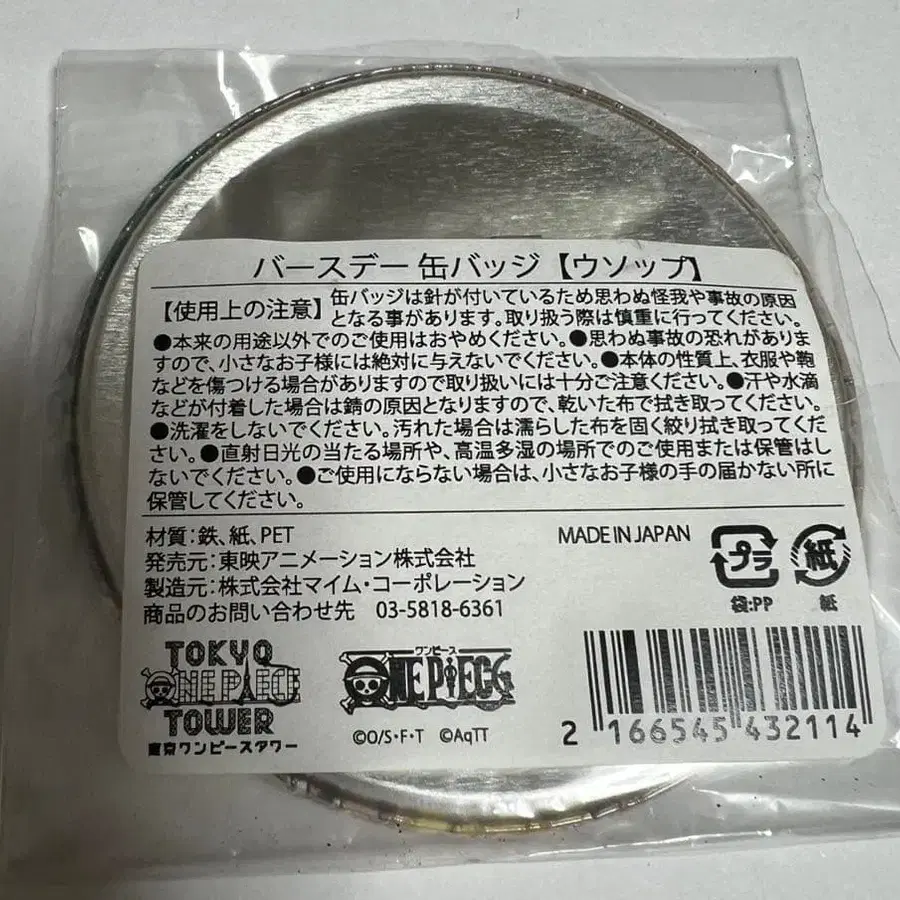 バースデー缶バッジ【ウソップ】
【使用上の注意】缶バッジは針が付いているため思わぬ怪我や事故の原因
となる事があります。取り扱う際は慎重に行ってください。
●本来の用途以外でのご使用はおやめください。●思わぬ事故の恐れがありま
すので、小さなお子様には絶対に与えないでください。●本体の性質上、衣服や鞄
などを傷つける場合がありますので取り扱いには十分ご注意ください。●汗や水滴
などが付着した場合は錆の原因となりますので、乾いた布で拭き取ってください。
●洗濯をしないでください。汚れた場合は濡らした布を固く絞り拭き取ってくだ
さい。●直射日光の当たる場所や、高温多湿の場所でのご使用または保管はし
ないでください。●ご使用にならない場合は、小さなお子様の手の届かない所に
保管してください。
材質：鉄、紙、PET
MADE IN JAPAN
発売元：東映アニメーション株式会社
製造元：株式会社マイム・コーポレーション
商品のお問い合わせ先 03-5818-6361
プラ
袋:PP
紙
紙
TOKYO
ONE PIECE
TOWER
東京ワンピースタワー
ワンピース
ONE PIECE
©O/S・F・T ©AqTT
2 166545 432114